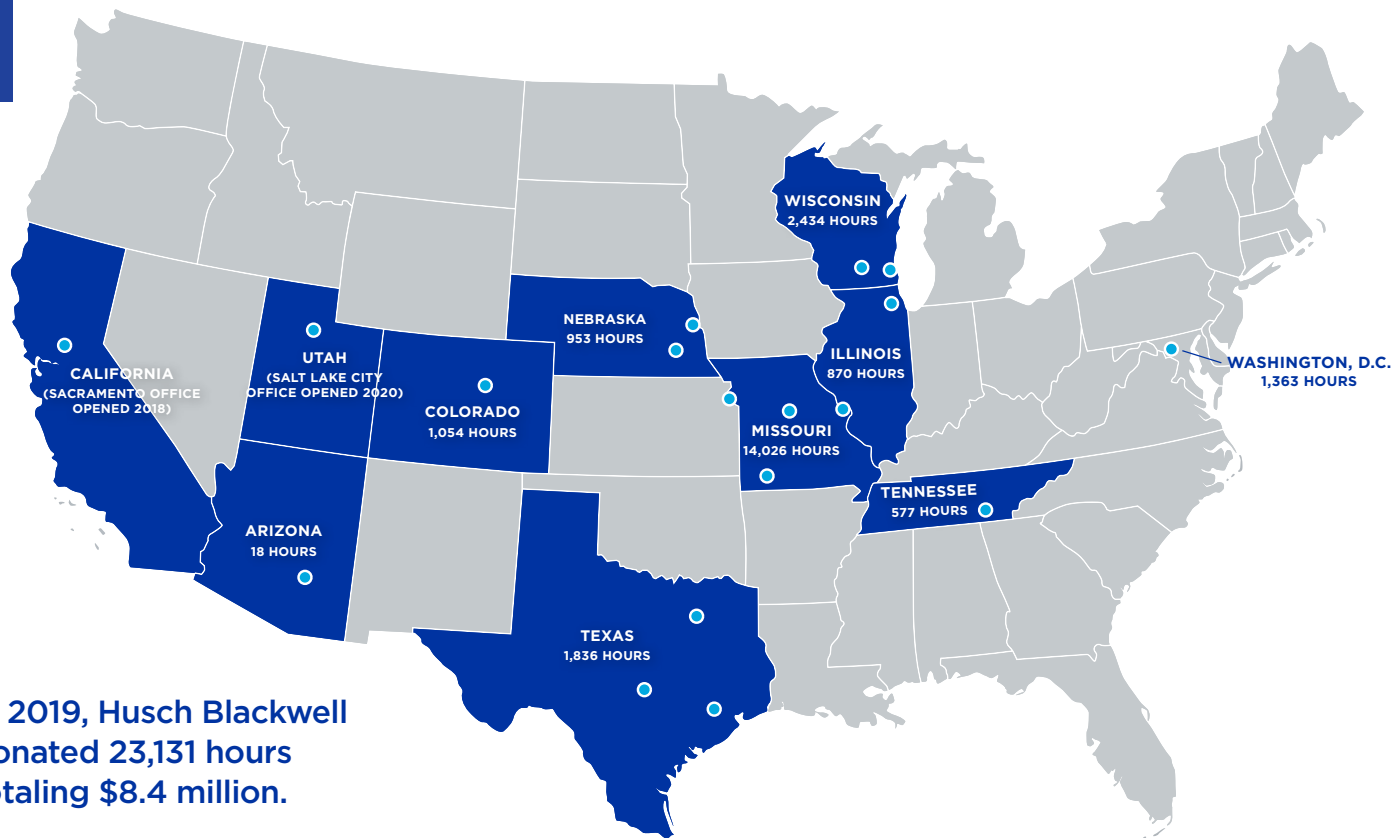 WISCONSIN
2,434 HOURS
NEBRASKA
953 HOURS
ILLINOIS
870 HOURS
UTAH
(SALT LAKE CITY
OFFICE OPENED 2020)
WASHINGTON, D.C.
1,363 HOURS
CALIFORNIA
(SACRAMENTO OFFICE
OPENED 2018)
COLORADO
1,054 HOURS
MISSOURI
14,026 HOURS
TENNESSEE
577 HOURS
ARIZONA
18 HOURS
TEXAS
1,836 HOURS
2019, Husch Blackwell
onated 23,131 hours
otaling $8.4 million.